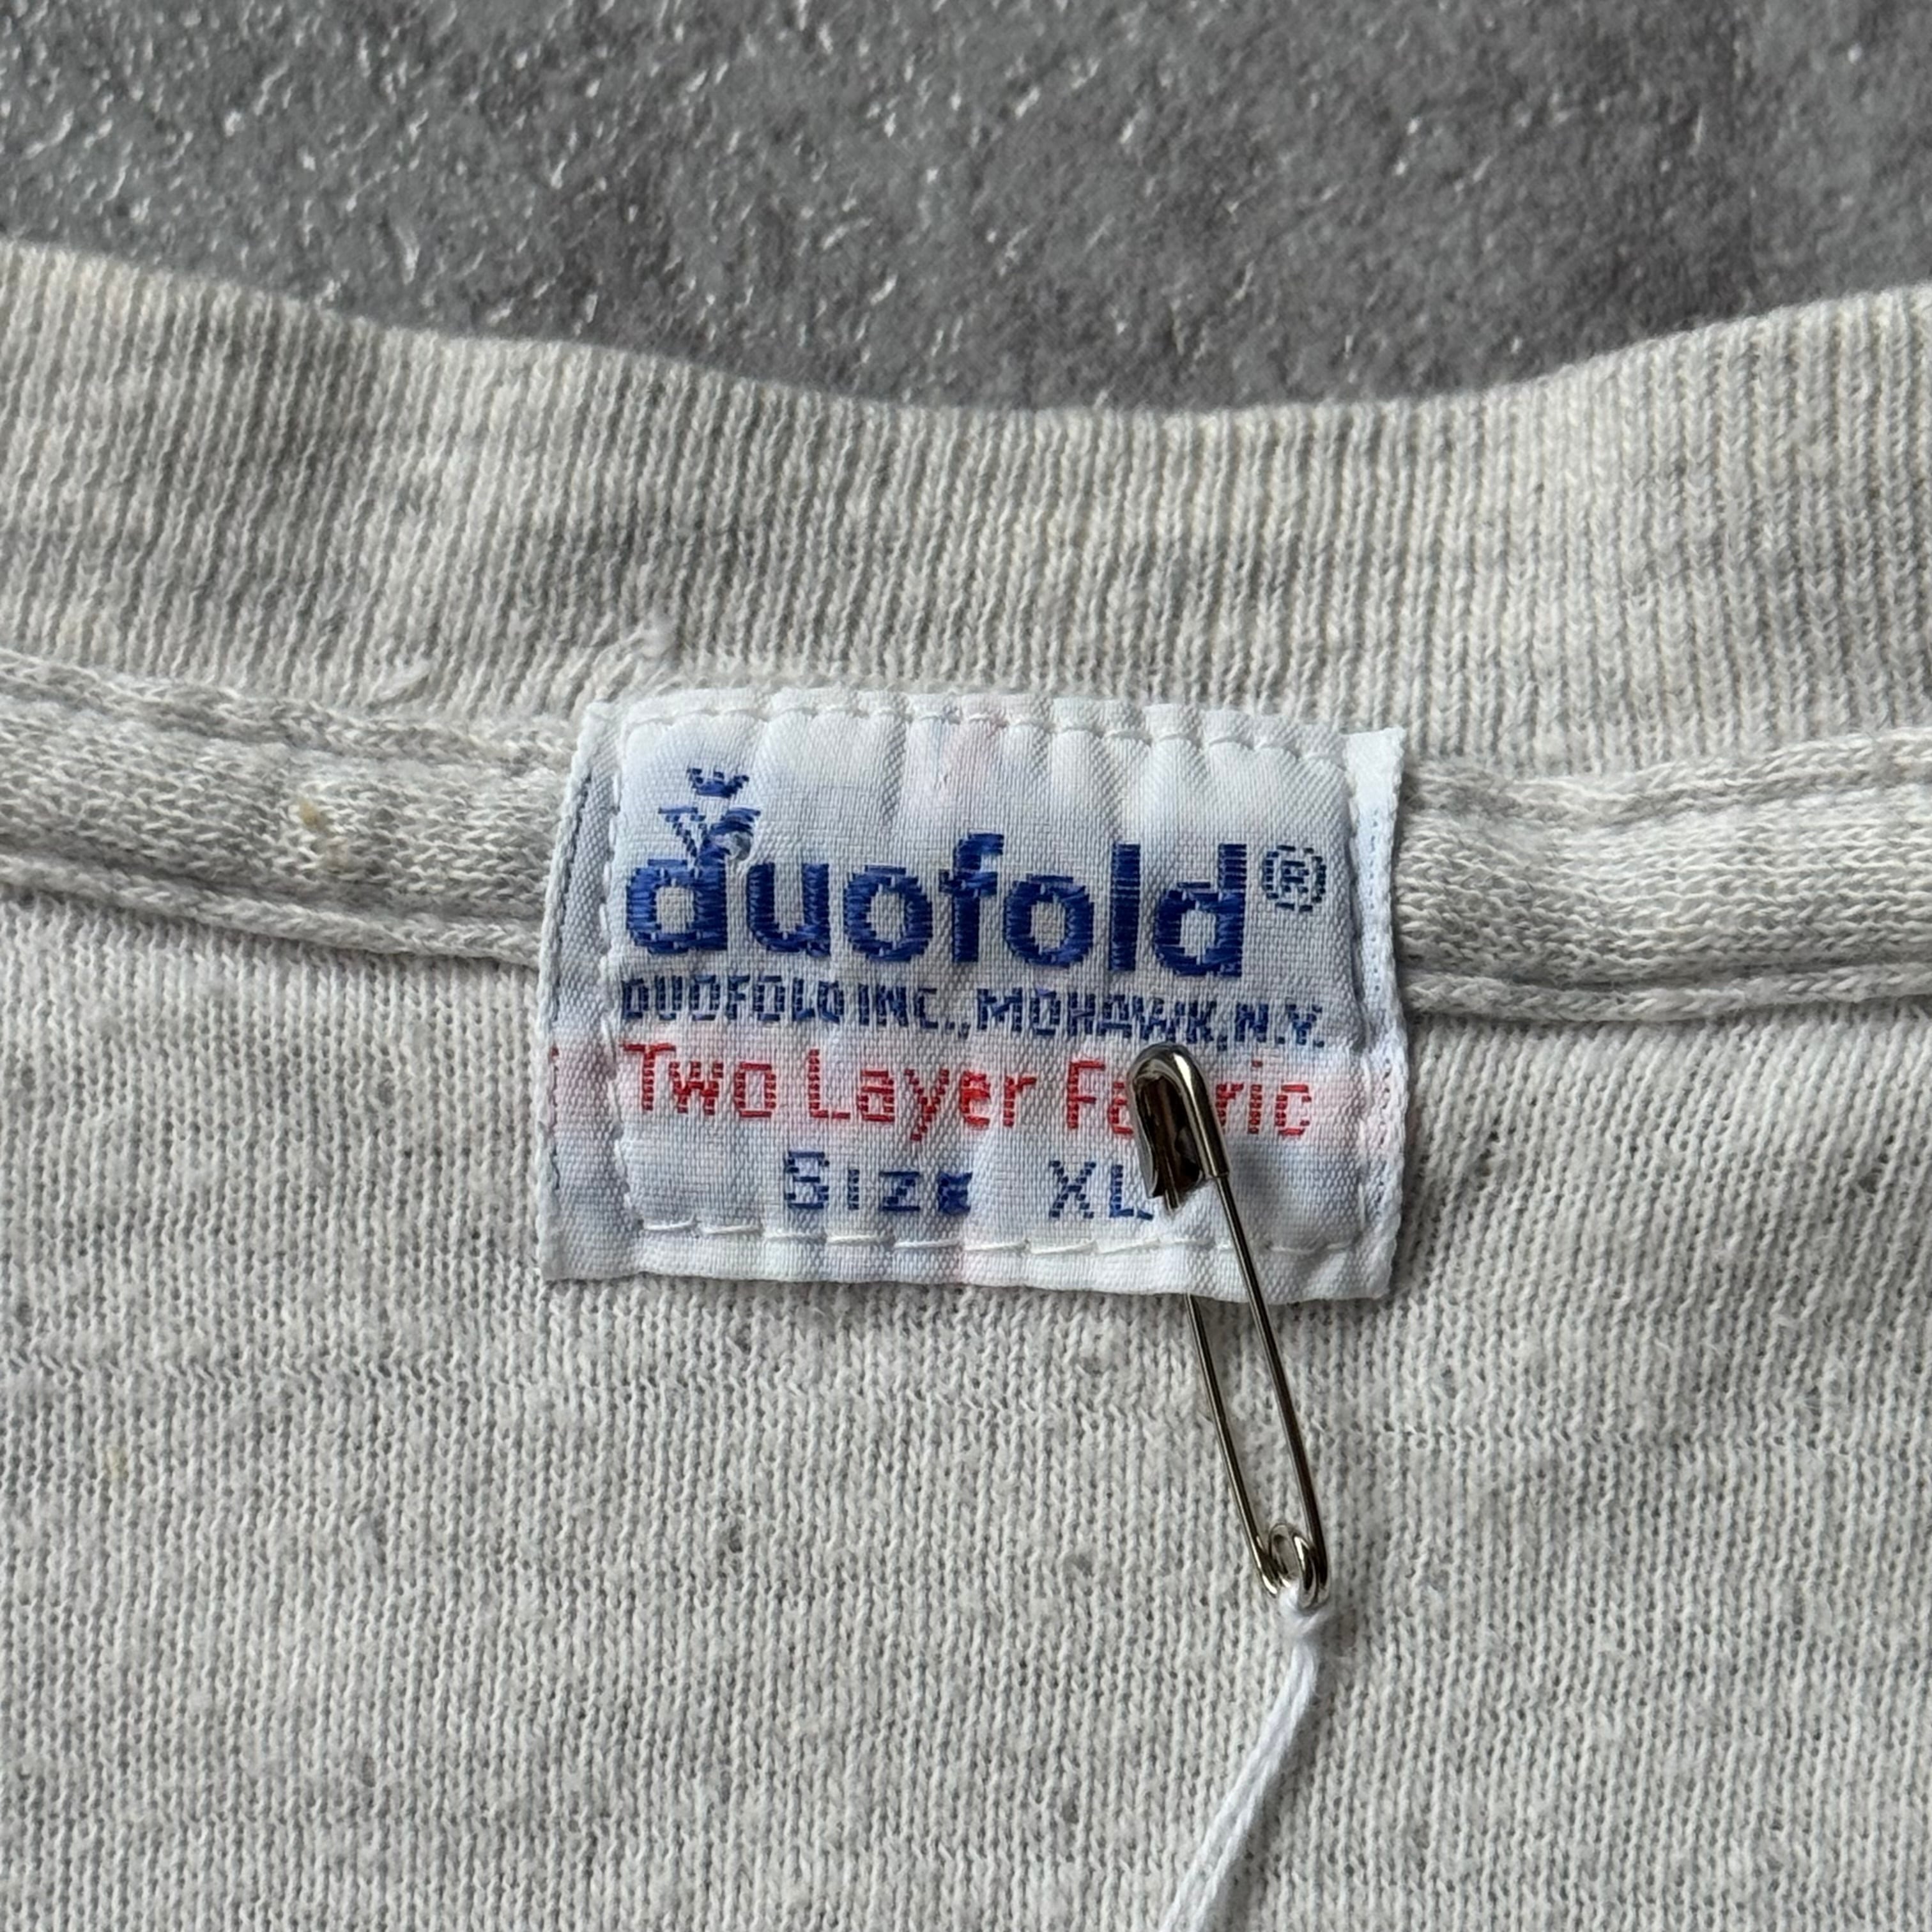 duofold®
DUOFOLD INC., MOHAWK, N.Y.
Two Layer Fabric
Size XL